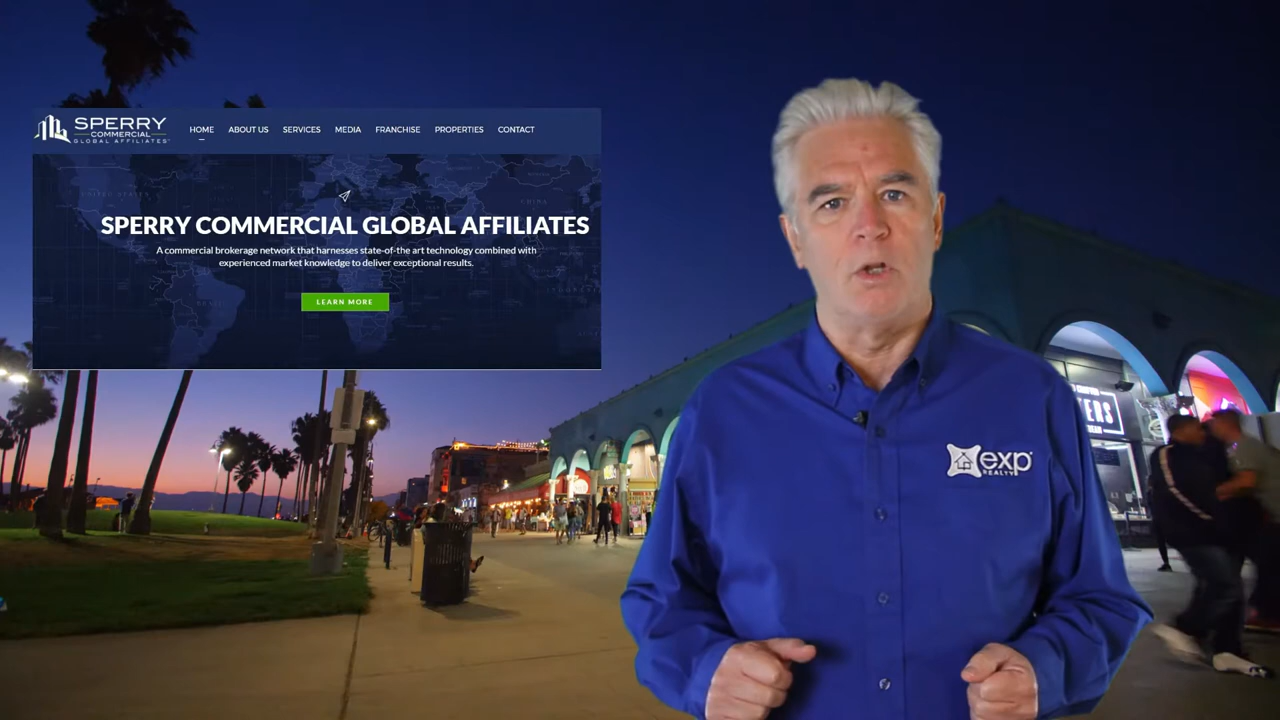 SPERRY
COMMERCIAL
GLOBAL AFFILIATES
HOME ABOUT US SERVICES MEDIA FRANCHISE PROPERTIES CONTACT
SPERRY COMMERCIAL GLOBAL AFFILIATES
A commercial brokerage network that harnesses state-of-the art technology combined with
experienced market knowledge to deliver exceptional results.
LEARN MORE
exp
REALTY